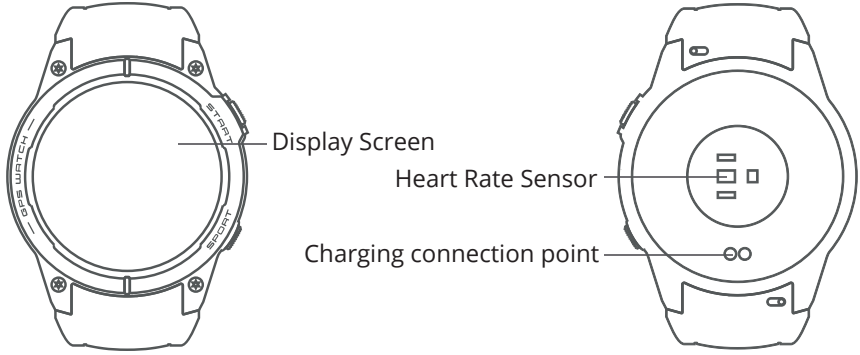 START
Display Screen
GPS WATCH
Heart Rate Sensor
SPORT
Charging connection point